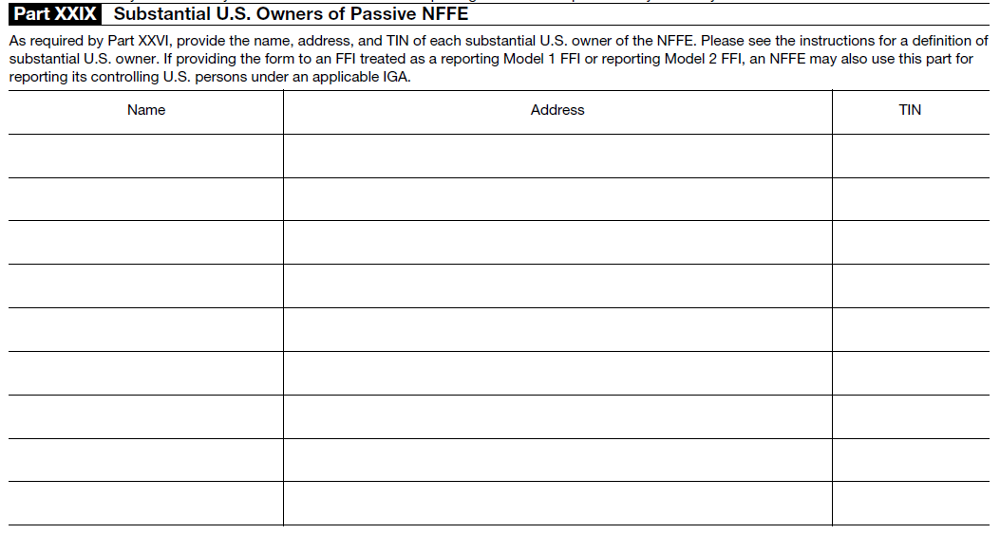 Part XXIX Substantial U.S. Owners of Passive NFFE
As required by Part XXVI, provide the name, address, and TIN of each substantial U.S. owner of the NFFE. Please see the instructions for a definition of
substantial U.S. owner. If providing the form to an FFI treated as a reporting Model 1 FFI or reporting Model 2 FFI, an NFFE may also use this part for
reporting its controlling U.S. persons under an applicable IGA.
Name Address TIN